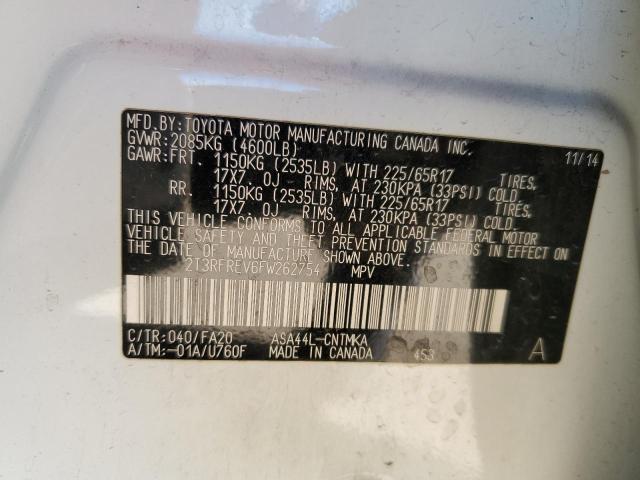 MFD.BY:TOYOTA MOTOR MANUFACTURING CANADA INC.
GVWR:2085KG (4600LB) 11/14
GAWR:FRT. 1150KG (2535LB) WITH 225/65R17 TIRES,
17X7. 0J RIMS, AT 230KPA (33PSI) COLD
RR. 1150KG (2535LB) WITH 225/65R17 TIRES,
17X7. 0J RIMS, AT 230KPA (33PSI) COLD.
THIS VEHICLE CONFORMS TO ALL APPLICABLE FEDERAL MOTOR
VEHICLE SAFETY AND THEFT PREVENTION STANDARDS IN EFFECT ON
THE DATE OF MANUFACTURE SHOWN ABOVE.
2T3RFREV6FW262754 MPV
C/TR:040/FA20 ASA44L-CNTMKA
A/TM:-01A/U760F MADE IN CANADA 453 A